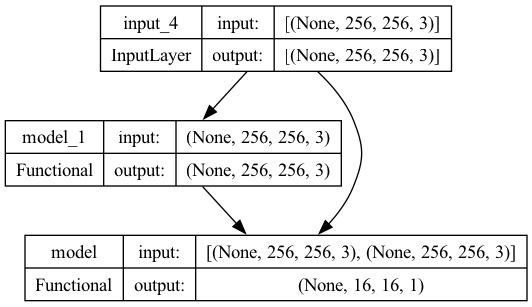 input_4 input: [(None, 256, 256, 3)]
InputLayer output: [(None, 256, 256, 3)]
model_1 input: (None, 256, 256, 3)
Functional output: (None, 256, 256, 3)
model input: [(None, 256, 256, 3), (None, 256, 256, 3)]
Functional output: (None, 16, 16, 1)